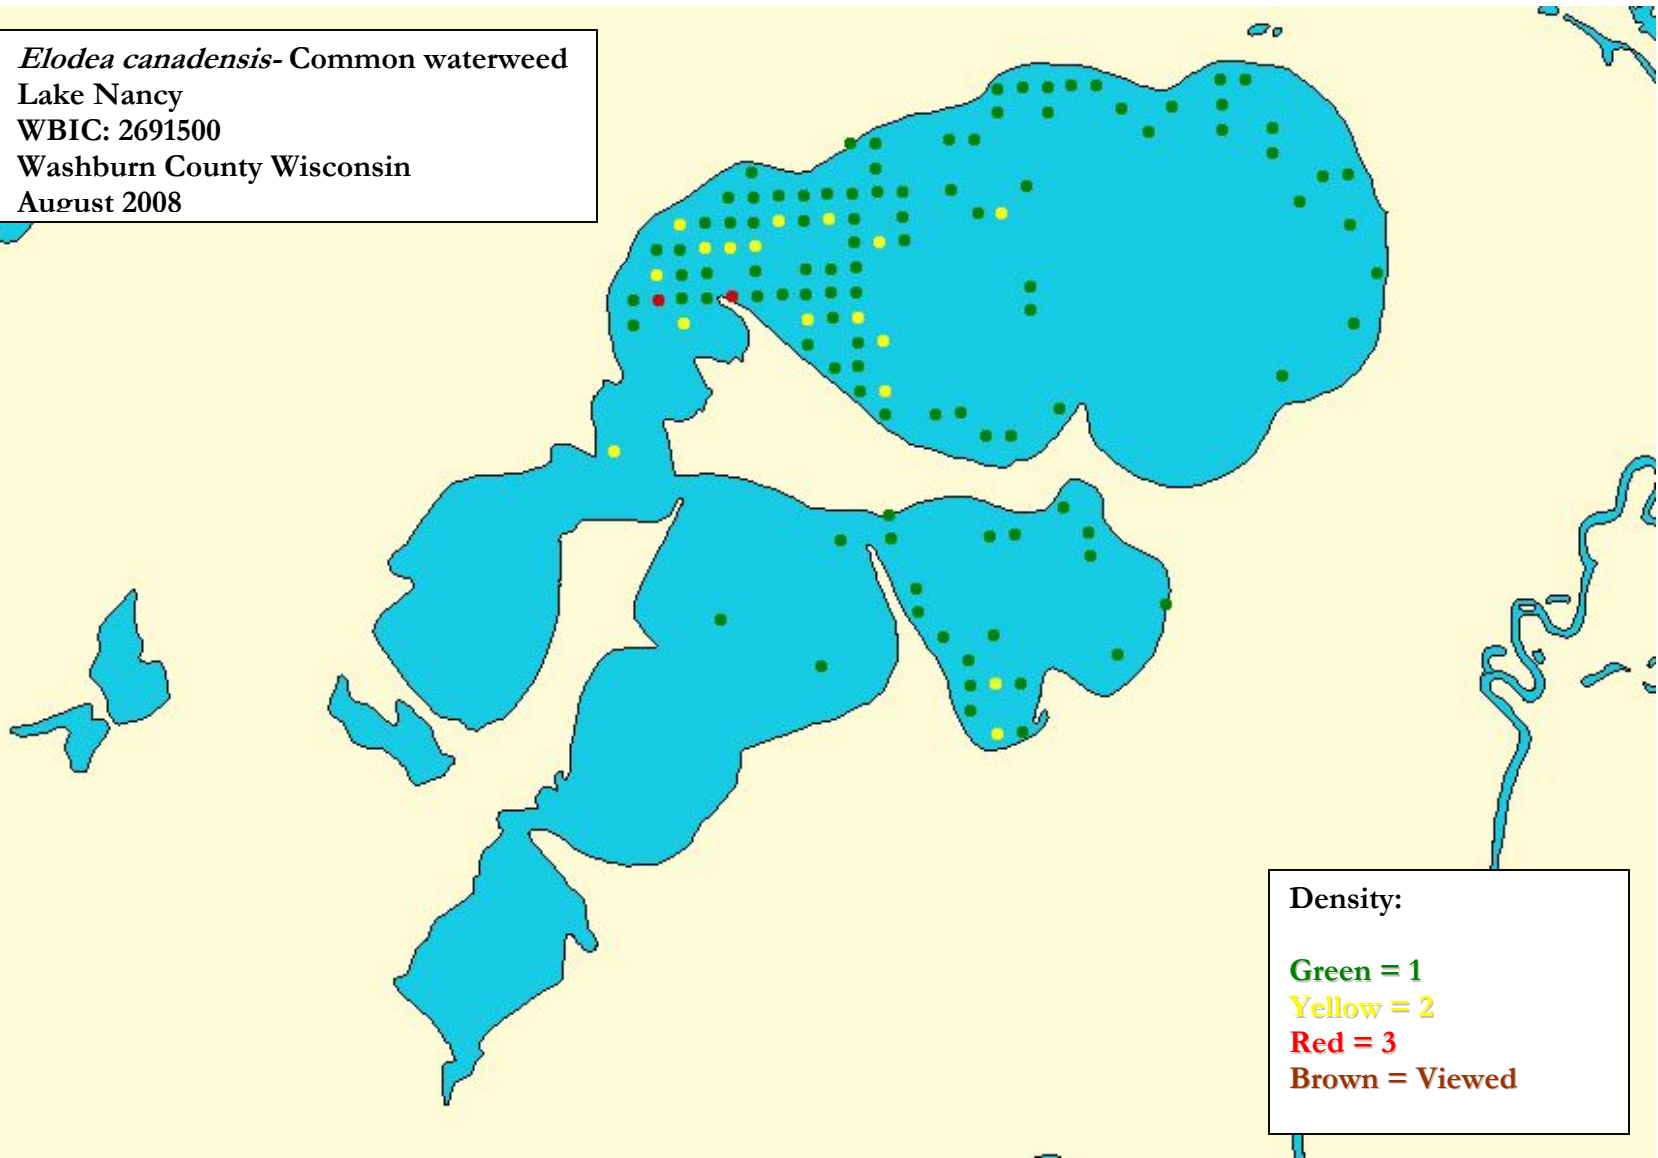 Elodea canadensis- Common waterweed
Lake Nancy
WBIC: 2691500
Washburn County Wisconsin
August 2008
Density:
Green = 1
Yellow = 2
Red = 3
Brown = Viewed